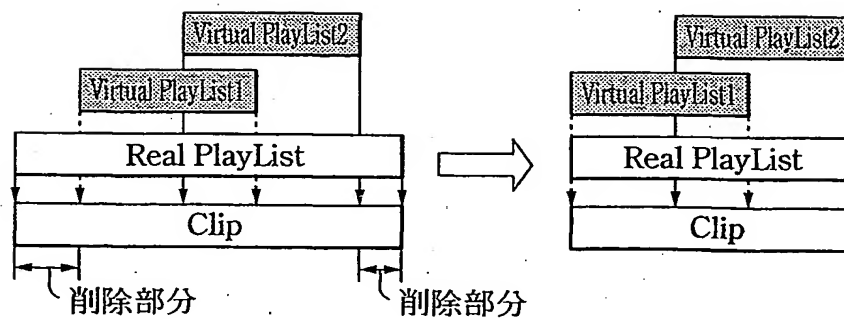 Virtual PlayList2
Virtual PlayList1
Real PlayList
Clip
削除部分
削除部分
Virtual PlayList2
Virtual PlayList1
Real PlayList
Clip